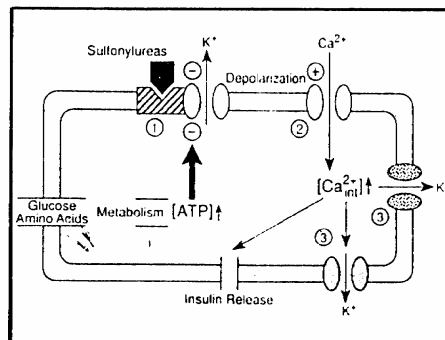 Sulfonylureas
K⁺
Depolarization
Ca²⁺
−
+
1
2
−
Glucose
Amino Acids
Metabolism
[ATP]↑
[Ca²⁺int]↑
K
3
3
Insulin Release
K⁺